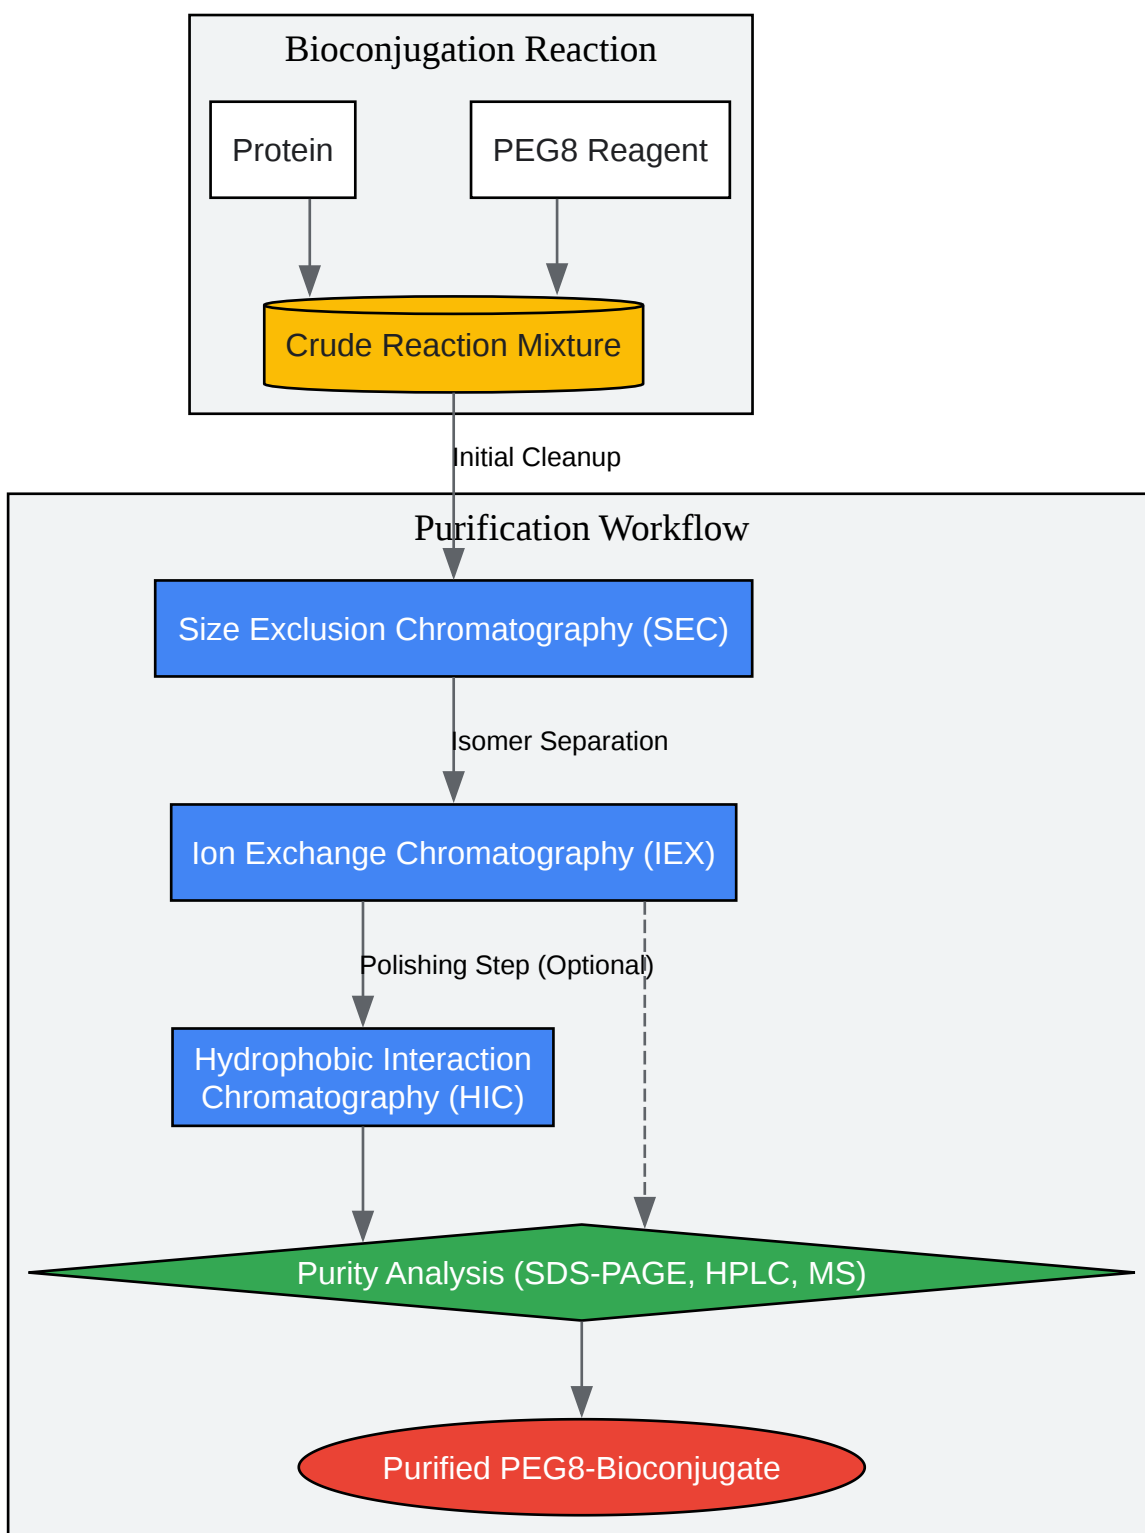 Bioconjugation Reaction
Protein
PEG8 Reagent
Crude Reaction Mixture
Initial Cleanup
Purification Workflow
Size Exclusion Chromatography (SEC)
Isomer Separation
Ion Exchange Chromatography (IEX)
Polishing Step (Optional)
Hydrophobic Interaction
Chromatography (HIC)
Purity Analysis (SDS-PAGE, HPLC, MS)
Purified PEG8-Bioconjugate